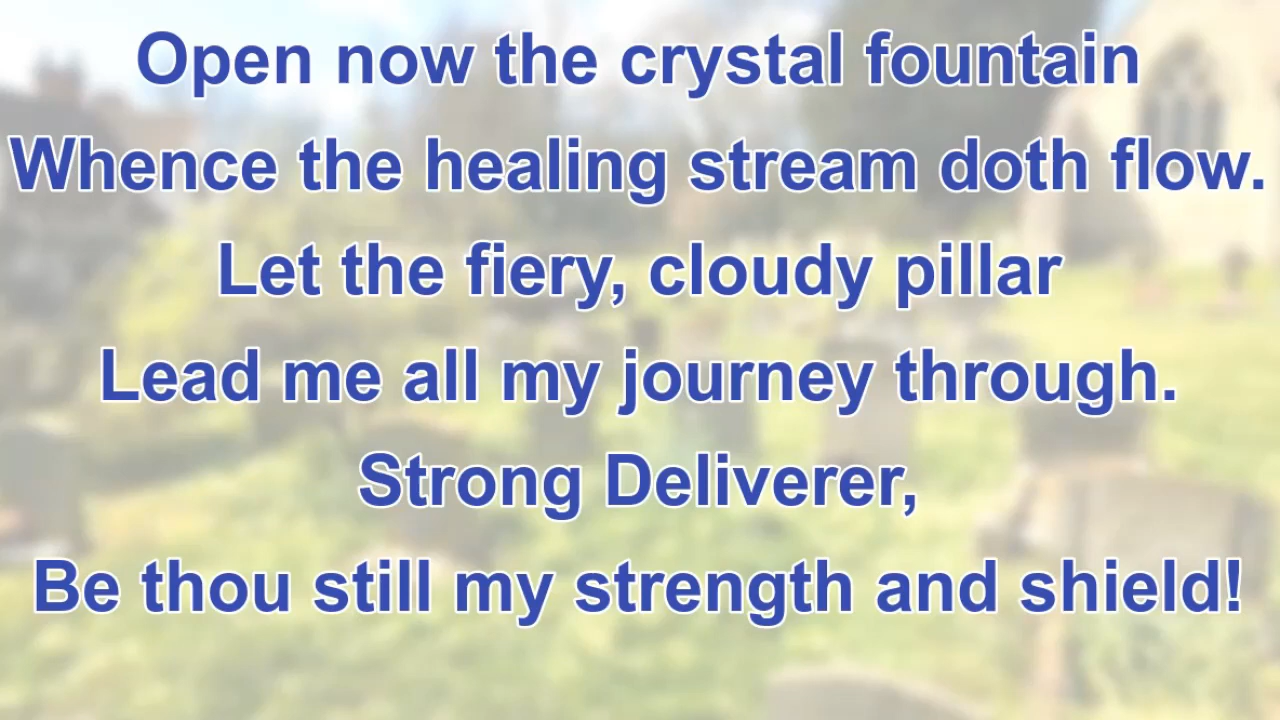 Open now the crystal fountain
Whence the healing stream doth flow.
Let the fiery, cloudy pillar
Lead me all my journey through.
Strong Deliverer,
Be thou still my strength and shield!